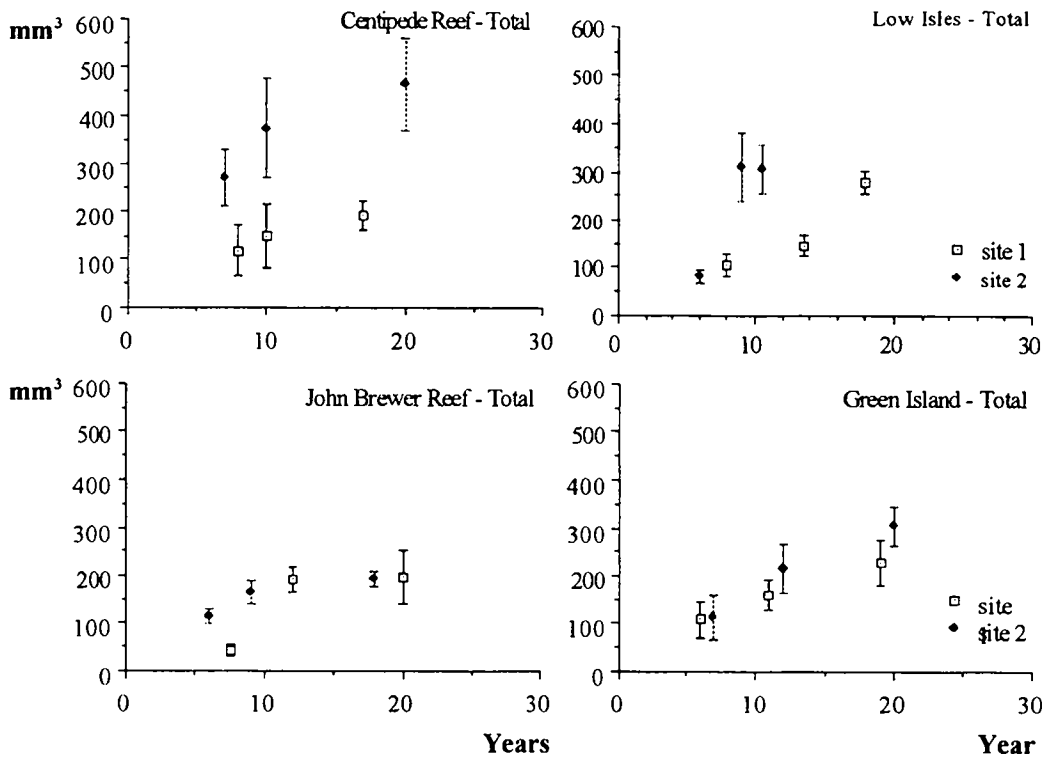 mm³
Centipede Reef - Total
600
500
400
300
200
100
0
0 10 20 30
Low Isles - Total
600
500
400
300
200
100
0
site 1
site 2
0 10 20 30
mm³
John Brewer Reef - Total
600
500
400
300
200
100
0
0 10 20 30
Years
Green Island - Total
600
500
400
300
200
100
0
site
site 2
0 10 20 30
Year